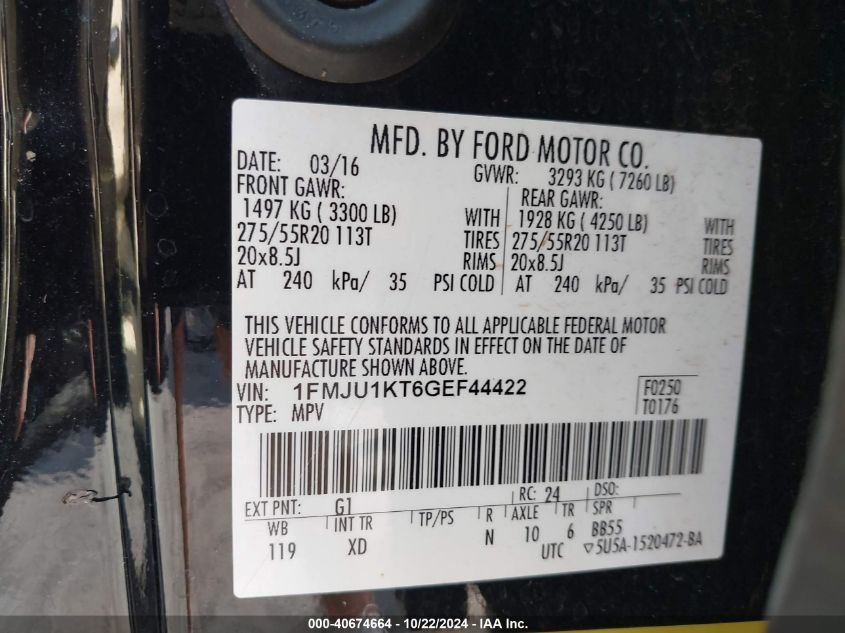 MFD. BY FORD MOTOR CO.
DATE: 03/16 GVWR: 3293 KG ( 7260 LB)
FRONT GAWR: REAR GAWR:
1497 KG ( 3300 LB) WITH 1928 KG ( 4250 LB) WITH
275/55R20 113T TIRES 275/55R20 113T TIRES
20x8.5J RIMS 20x8.5J RIMS
AT 240 kPa/ 35 PSI COLD AT 240 kPa/ 35 PSI COLD
THIS VEHICLE CONFORMS TO ALL APPLICABLE FEDERAL MOTOR
VEHICLE SAFETY STANDARDS IN EFFECT ON THE DATE OF
MANUFACTURE SHOWN ABOVE.
VIN: 1FMJU1KT6GEF44422 F0250
TYPE: MPV T0176
EXT PNT: G1 RC: 24 DSO:
WB INT TR TP/PS R AXLE TR SPR
119 XD N 10 6 BB55
UTC ▽5U5A-1520472-BA
000-40674664 - 10/22/2024 - IAA Inc.